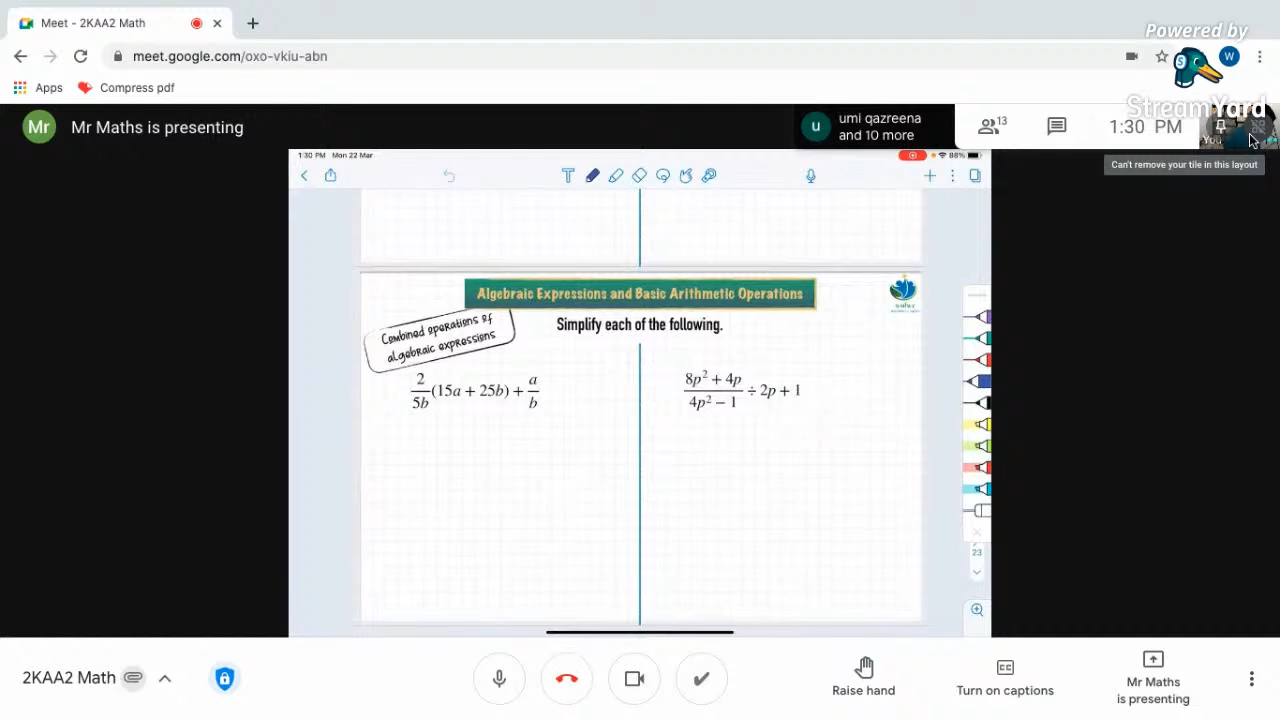 Meet - 2KAA2 Math
Powered by
meet.google.com/oxo-vkiu-abn
W
Apps
Compress pdf
StreamYard
Mr
Mr Maths is presenting
u
umi qazreena
and 10 more
13
1:30 PM
You
Can't remove your tile in this layout
1:30 PM Mon 22 Mar
88%
T
Algebraic Expressions and Basic Arithmetic Operations
Combined operations of
algebraic expressions
Simplify each of the following.
2/5b(15a + 25b) + a/b
8p² + 4p/4p² − 1 ÷ 2p + 1
23
2KAA2 Math
Raise hand
Turn on captions
Mr Maths
is presenting